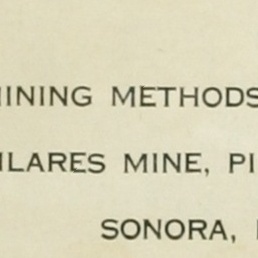 MINING METHODS
PILARES MINE, PI
SONORA,